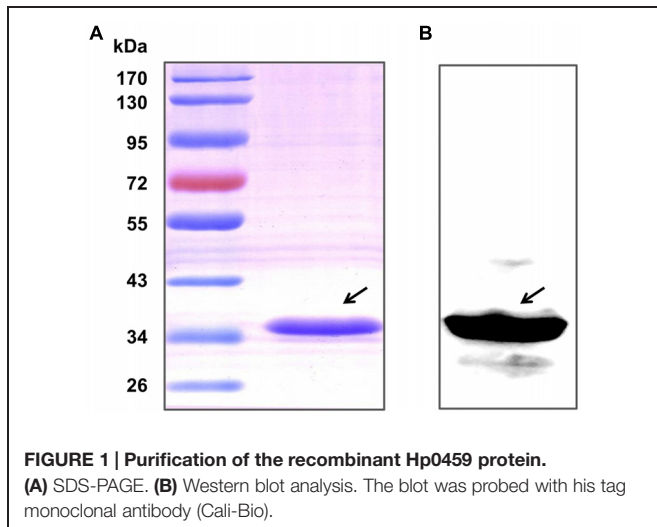 A
kDa
170
130
95
72
55
43
34
26
B
FIGURE 1 | Purification of the recombinant Hp0459 protein.
(A) SDS-PAGE. (B) Western blot analysis. The blot was probed with his tag
monoclonal antibody (Cali-Bio).